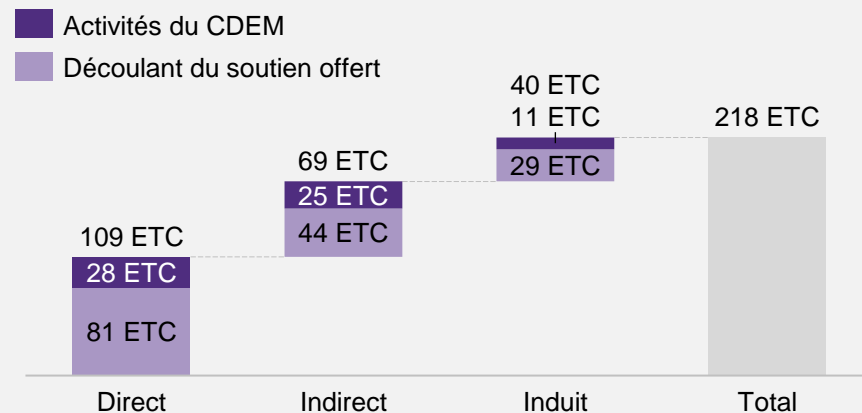 Activités du CDEM
Découlant du soutien offert
40 ETC
11 ETC
218 ETC
69 ETC
29 ETC
25 ETC
109 ETC
44 ETC
28 ETC
81 ETC
Direct
Indirect
Induit
Total